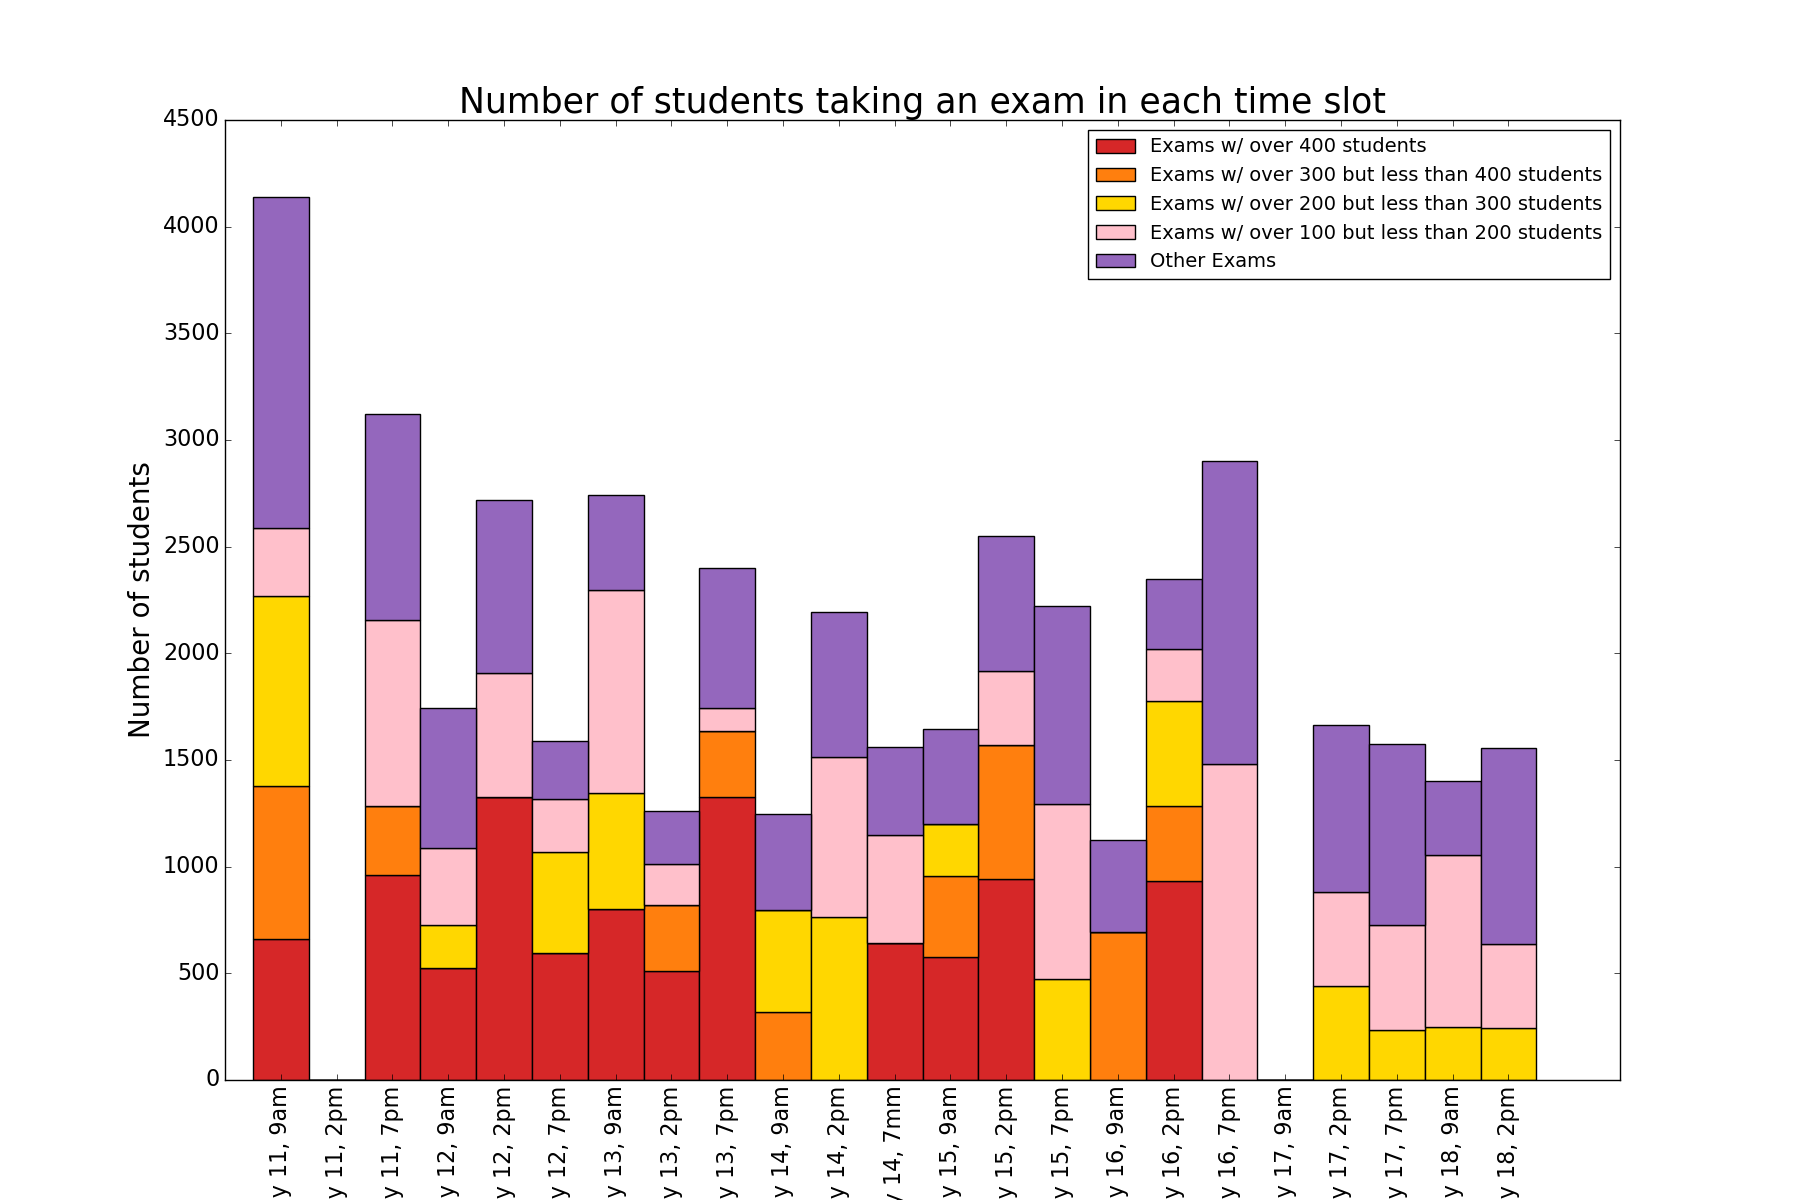 Number of students taking an exam in each time slot
Exams w/ over 400 students
Exams w/ over 300 but less than 400 students
Exams w/ over 200 but less than 300 students
Exams w/ over 100 but less than 200 students
Other Exams
Number of students
4500
4000
3500
3000
2500
2000
1500
1000
500
0
y 11, 9am
y 11, 2pm
y 11, 7pm
y 12, 9am
y 12, 2pm
y 12, 7pm
y 13, 9am
y 13, 2pm
y 13, 7pm
y 14, 9am
y 14, 2pm
y 14, 7mm
y 15, 9am
y 15, 2pm
y 15, 7pm
y 16, 9am
y 16, 2pm
y 16, 7pm
y 17, 9am
y 17, 2pm
y 17, 7pm
y 18, 9am
y 18, 2pm